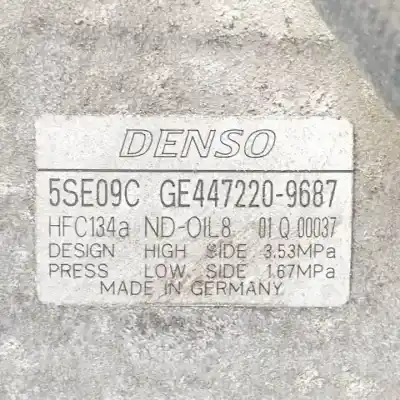 DENSO
5SE09C GE447220-9687
HFC134a ND-OIL8 01 Q 00037
DESIGN HIGH SIDE 3.53MPa
PRESS LOW SIDE 1.67MPa
MADE IN GERMANY